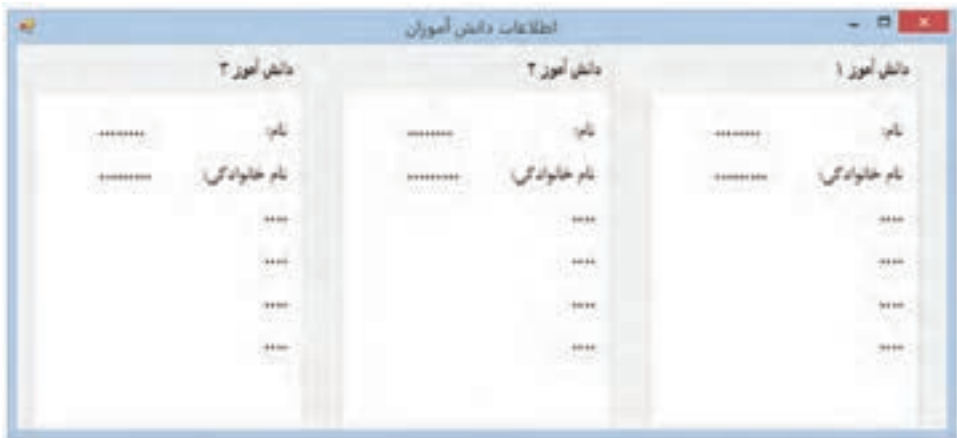 اطلاعات دانش آموزان
دانش آموز ۱
نام: .........
نام خانوادگی: ..........
....
....
....
....
دانش آموز ۲
نام: .........
نام خانوادگی: ..........
....
....
....
....
دانش آموز ۳
نام: .........
نام خانوادگی: ..........
....
....
....
....